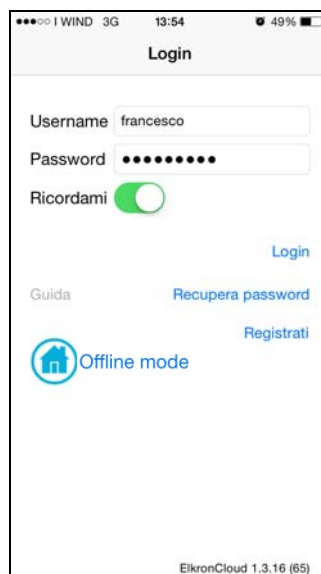 ●●●○○ I WIND 3G 13:54 49%
Login
Username francesco
Password ●●●●●●●●●
Ricordami
Login
Guida Recupera password
Registrati
Offline mode
ElkronCloud 1.3.16 (65)